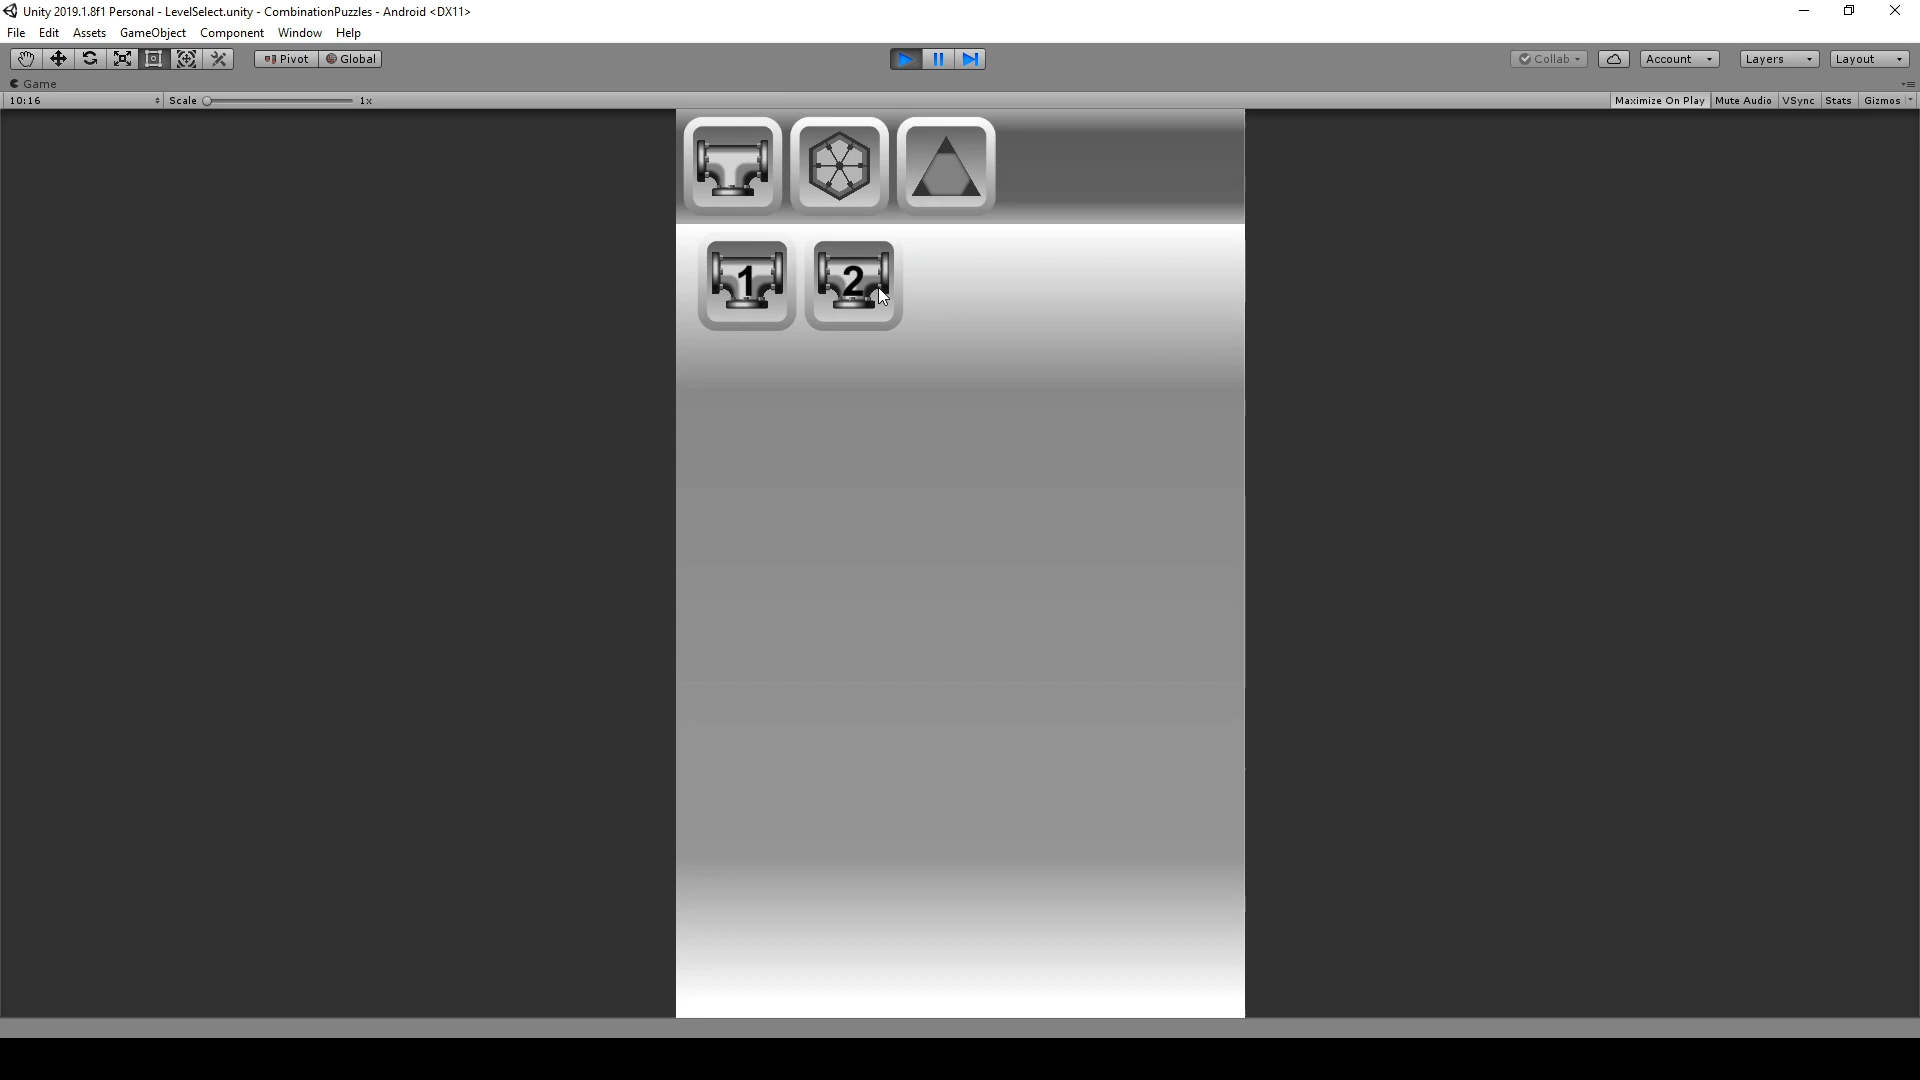 Unity 2019.1.8f1 Personal - LevelSelect.unity - CombinationPuzzles - Android <DX11>
File Edit Assets GameObject Component Window Help
Pivot Global Collab Account Layers Layout
Game
10:16 Scale 1x Maximize On Play Mute Audio VSync Stats Gizmos
1 2